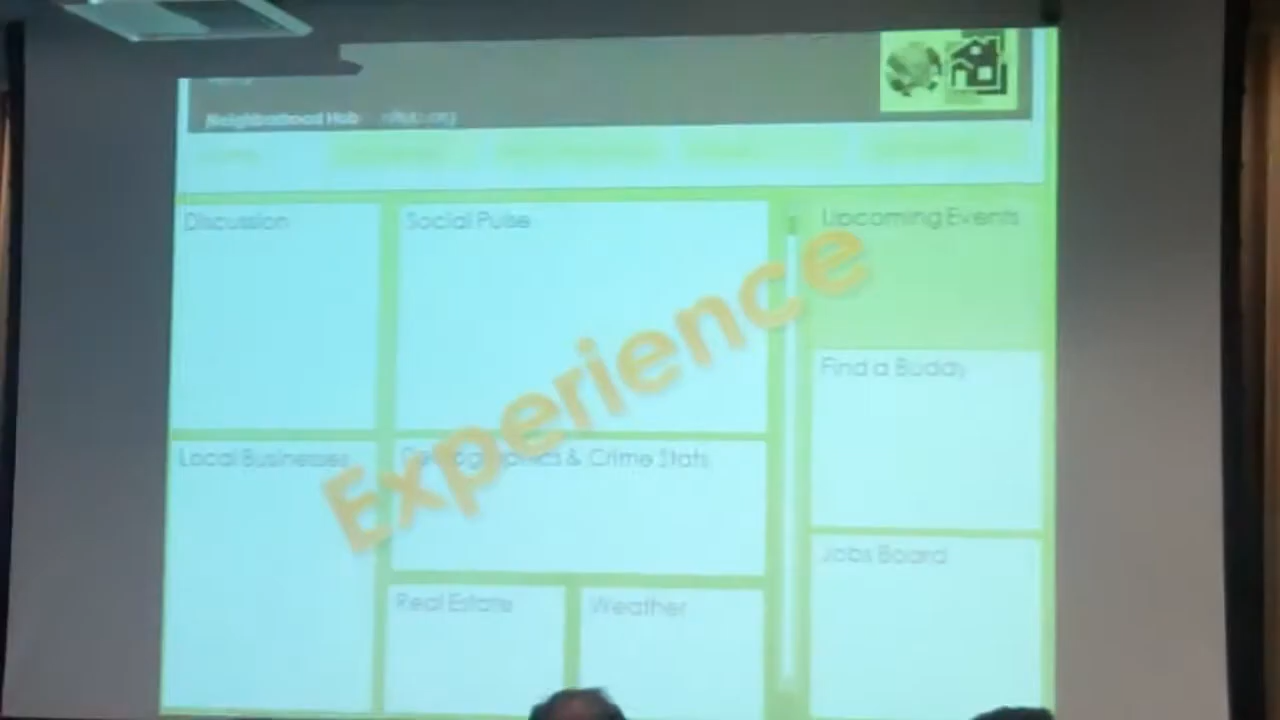 Neighborhood Hub
Discussion
Social Pulse
Upcoming Events
Experience
Find a Buddy
Local Businesses
Demographics & Crime Stats
Jobs Board
Real Estate
Weather